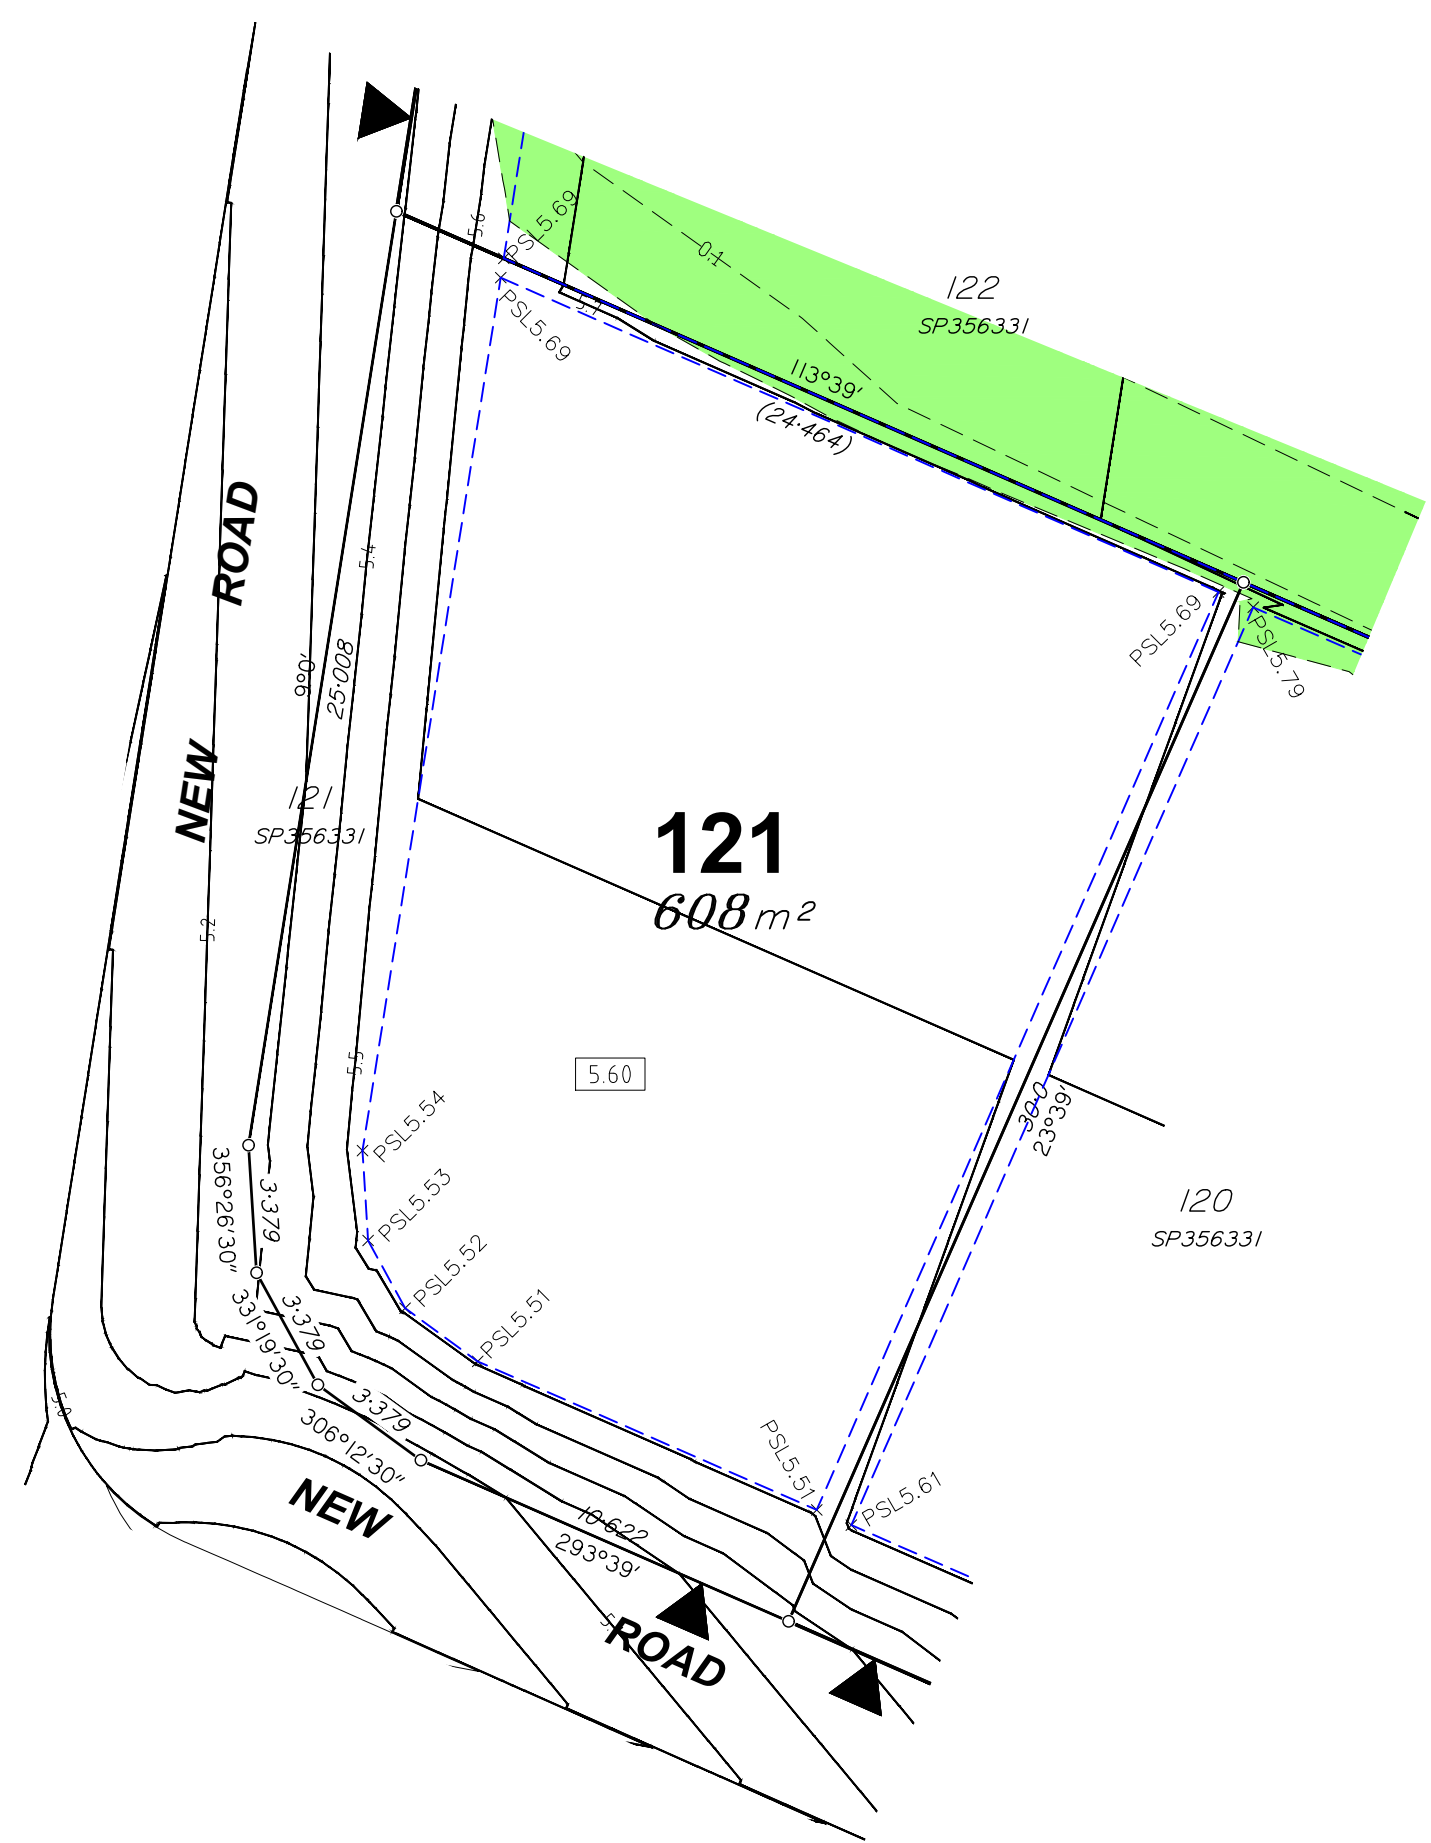 5.6
PSL5.69
0.1
122
SP356331
5.7
PSL5.69
113°39′
(24·464)
ROAD
5.4
9°0′
25·008
PSL5.69
PSL5.79
NEW
121
SP356331
121
608 m²
5.2
5.5
5.60
PSL5.54
30·0
23°39′
PSL5.53
356°26′30″
3·379
120
SP356331
PSL5.52
PSL5.51
331°19′30″
3·379
5.0
306°12′30″
3·379
PSL5.51
PSL5.61
NEW
10·622
293°39′
ROAD